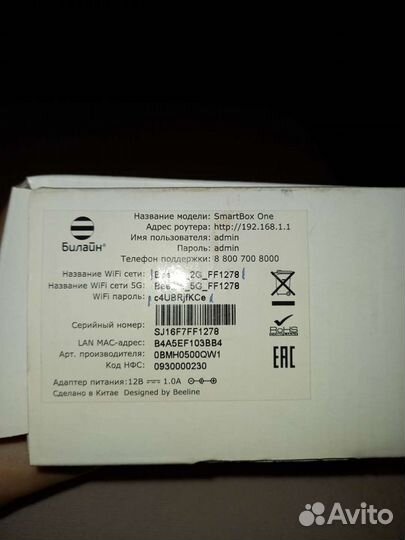 Билайн®
Название модели: SmartBox One
Адрес роутера: http://192.168.1.1
Имя пользователя: admin
Пароль: admin
Телефон поддержки: 8 800 700 8000
Название WiFi сети: 2G_FF1278
Название WiFi сети 5G: 5G_FF1278
WiFi пароль: c4UBRjfKCe
Серийный номер:
SJ16F7FF1278
LAN MAC-адрес: B4A5EF103BB4
Арт. производителя: 0BMH0500QW1
Код НФС: 0930000230
Адаптер питания: 12В 1.0А
Сделано в Китае Designed by Beeline
RoHS
EAC
Avito